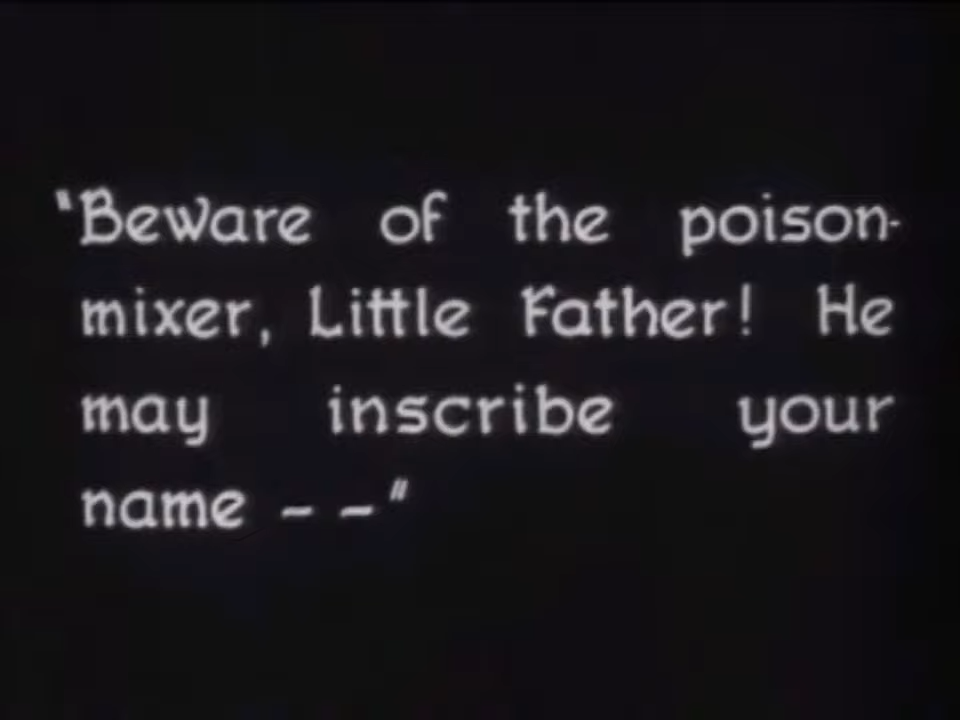 "Beware of the poison-
mixer, Little Father! He
may inscribe your
name - -"